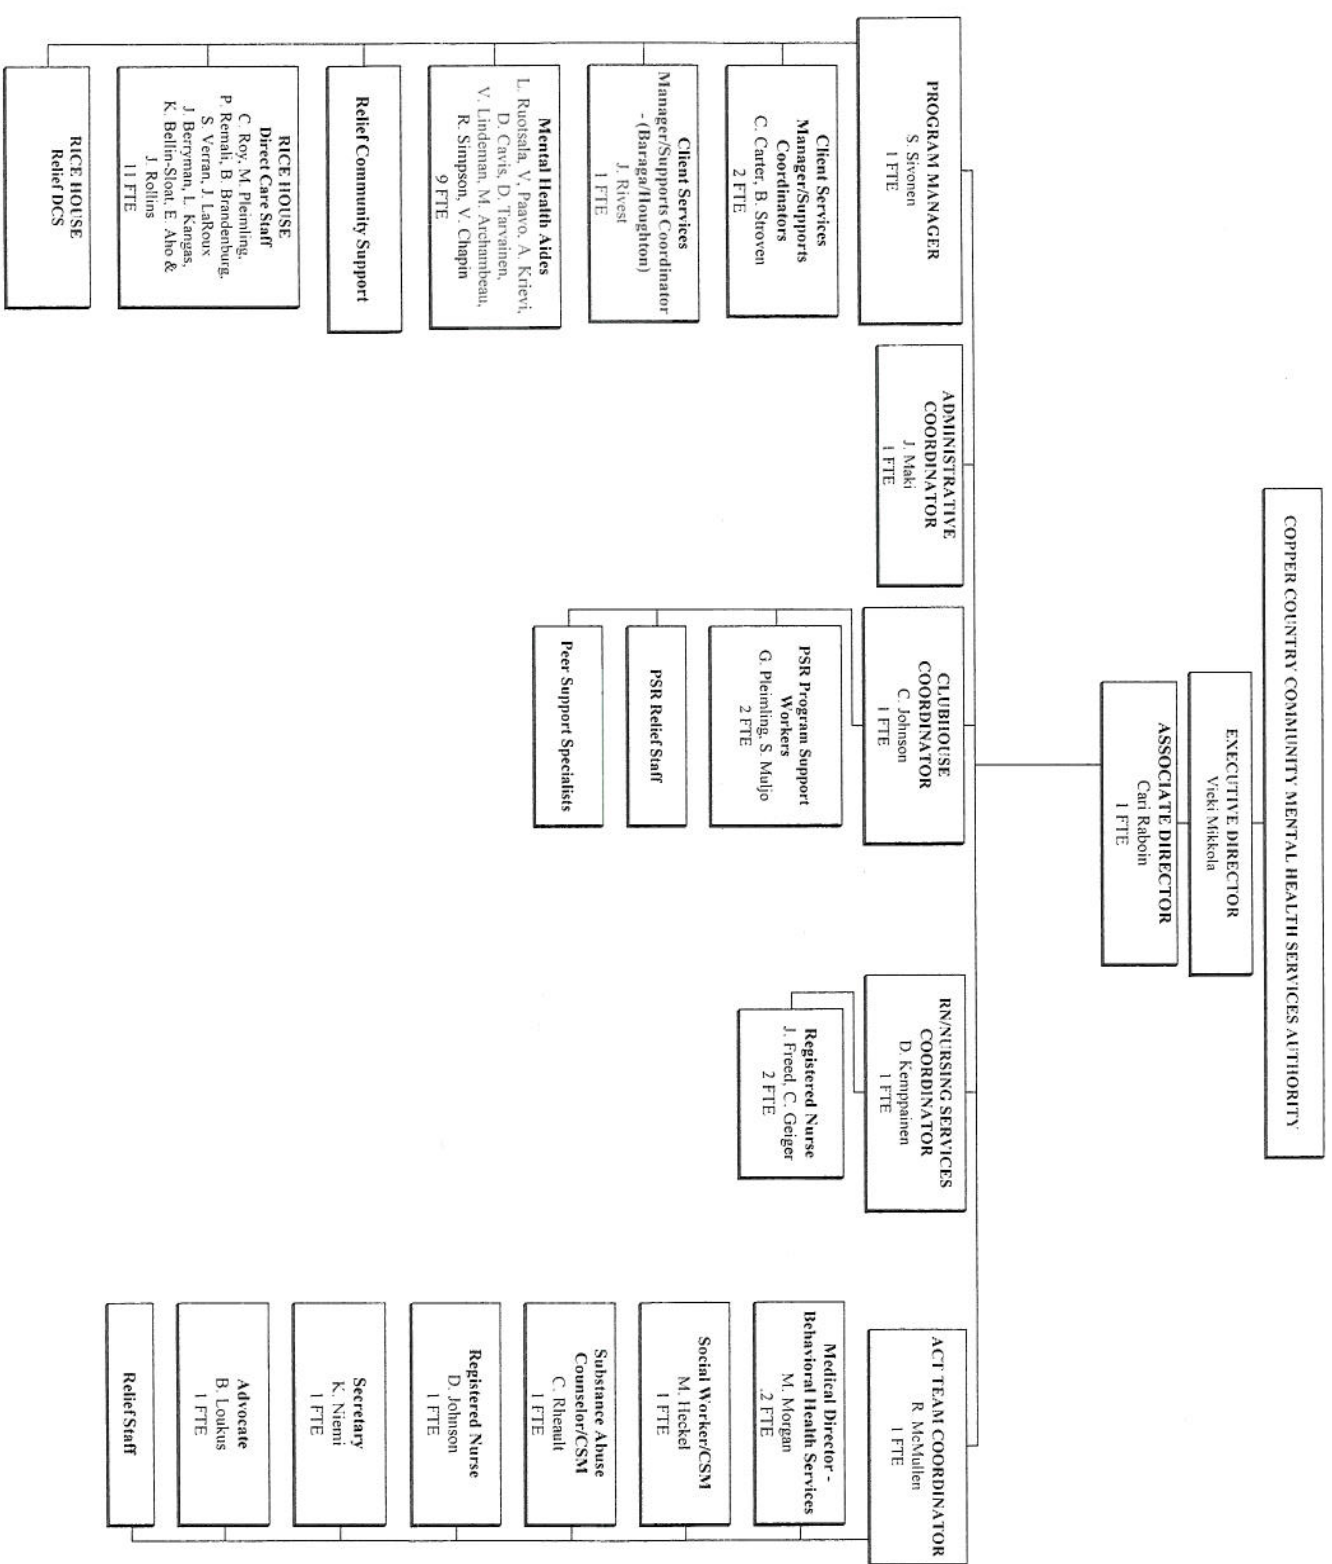 COPPER COUNTRY COMMUNITY MENTAL HEALTH SERVICES AUTHORITY
EXECUTIVE DIRECTOR
Vicki Mikkola
ASSOCIATE DIRECTOR
Cari Raboin
1 FTE
PROGRAM MANAGER
S. Sivonen
1 FTE
Client Services
Manager/Supports
Coordinators
C. Carter, B. Stroven
2 FTE
Client Services
Manager/Supports Coordinator
- (Baraga/Houghton)
J. Rivest
1 FTE
Mental Health Aides
L. Ruotsala, V. Paavo, A. Krievi,
D. Cavis, D. Tarvainen,
V. Lindeman, M. Archambeau,
R. Simpson, V. Chapin
9 FTE
Relief Community Support
RICE HOUSE
Direct Care Staff
C. Roy, M. Pleimling,
P. Remali, B. Brandenburg,
S. Verran, J. LaRoux
J. Berryman, L. Kangas,
K. Bellin-Sloat, E. Aho &
J. Rollins
11 FTE
RICE HOUSE
Relief DCS
ADMINISTRATIVE
COORDINATOR
J. Maki
1 FTE
CLUBHOUSE
COORDINATOR
C. Johnson
1 FTE
PSR Program Support
Workers
G. Pleimling, S. Muljo
2 FTE
PSR Relief Staff
Peer Support Specialists
RN/NURSING SERVICES
COORDINATOR
D. Kemppainen
1 FTE
Registered Nurse
J. Freed, C. Geiger
2 FTE
ACT TEAM COORDINATOR
R. McMullen
1 FTE
Medical Director -
Behavioral Health Services
M. Morgan
.2 FTE
Social Worker/CSM
M. Heckel
1 FTE
Substance Abuse
Counselor/CSM
C. Rheault
1 FTE
Registered Nurse
D. Johnson
1 FTE
Secretary
K. Niemi
1 FTE
Advocate
B. Loukus
1 FTE
Relief Staff